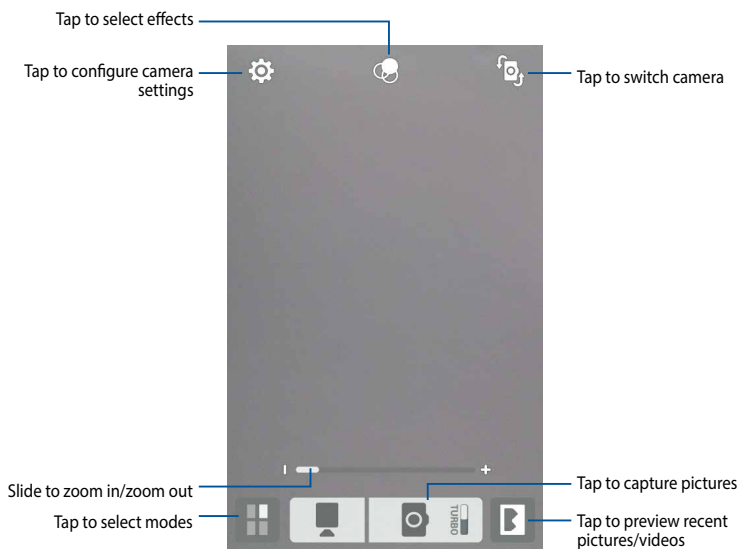 Tap to select effects
Tap to configure camera
settings
Tap to switch camera
Slide to zoom in/zoom out
Tap to select modes
TURBO
Tap to capture pictures
Tap to preview recent
pictures/videos